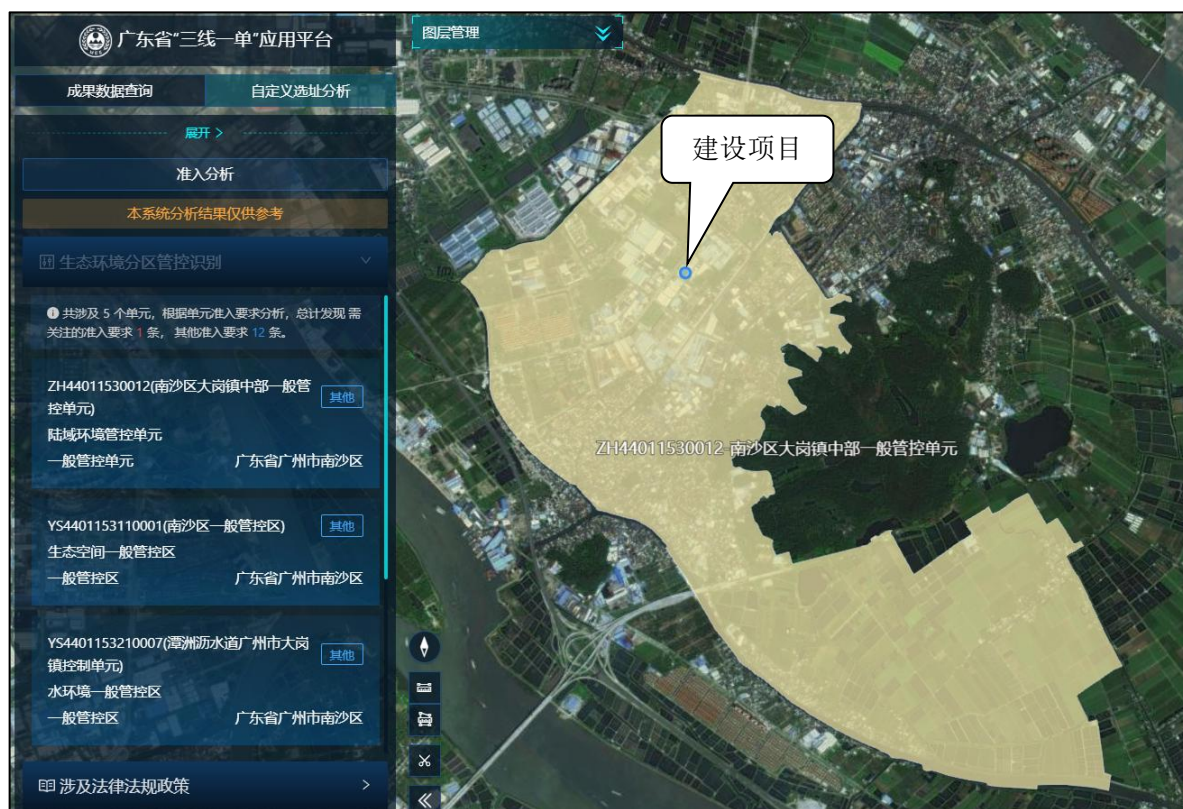 广东省“三线一单”应用平台
成果数据查询
自定义选址分析
展开 >
准入分析
本系统分析结果仅供参考
生态环境分区管控识别
共涉及 5 个单元，根据单元准入要求分析，总计发现 需
关注的准入要求 1 条，其他准入要求 12 条。
ZH44011530012(南沙区大岗镇中部一般管
控单元)
其他
陆域环境管控单元
一般管控单元
广东省广州市南沙区
YS4401153110001(南沙区一般管控区)
其他
生态空间一般管控区
一般管控区
广东省广州市南沙区
YS4401153210007(潭洲沥水道广州市大岗
镇控制单元)
其他
水环境一般管控区
一般管控区
广东省广州市南沙区
涉及法律法规政策
图层管理
建设项目
ZH44011530012-南沙区大岗镇中部一般管控单元